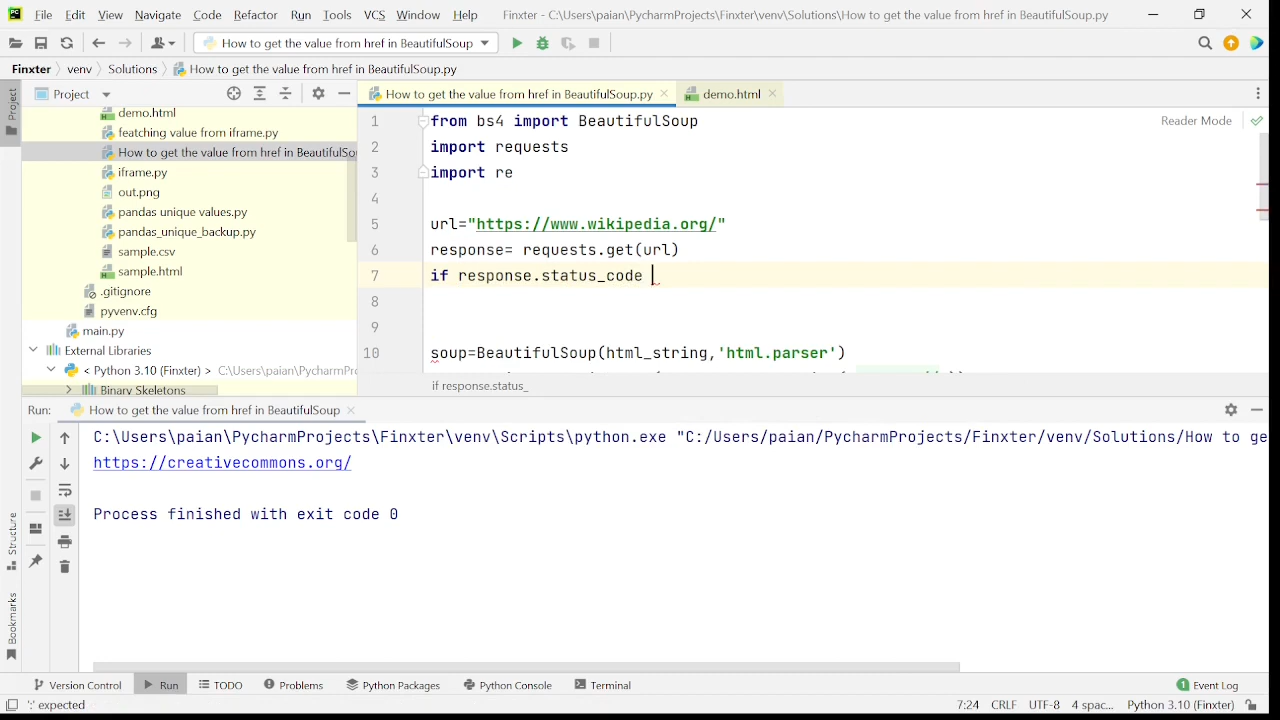 File Edit View Navigate Code Refactor Run Tools VCS Window Help Finxter - C:\Users\paian\PycharmProjects\Finxter\venv\Solutions\How to get the value from href in BeautifulSoup.py
How to get the value from href in BeautifulSoup
Finxter venv Solutions How to get the value from href in BeautifulSoup.py
Project
Project
How to get the value from href in BeautifulSoup.py
demo.html
demo.html
featching value from iframe.py
How to get the value from href in BeautifulSou
iframe.py
out.png
pandas unique values.py
pandas_unique_backup.py
sample.csv
sample.html
.gitignore
pyvenv.cfg
main.py
External Libraries
< Python 3.10 (Finxter) > C:\Users\paian\PycharmPr
Binary Skeletons
Reader Mode
1 from bs4 import BeautifulSoup
2 import requests
3 import re
4
5 url="https://www.wikipedia.org/"
6 response= requests.get(url)
7 if response.status_code
8
9
10 soup=BeautifulSoup(html_string,'html.parser')
if response.status_
Run: How to get the value from href in BeautifulSoup
C:\Users\paian\PycharmProjects\Finxter\venv\Scripts\python.exe "C:/Users/paian/PycharmProjects/Finxter/venv/Solutions/How to ge
https://creativecommons.org/
Process finished with exit code 0
Structure
Bookmarks
Version Control Run TODO Problems Python Packages Python Console Terminal 1 Event Log
':' expected 7:24 CRLF UTF-8 4 spac... Python 3.10 (Finxter)